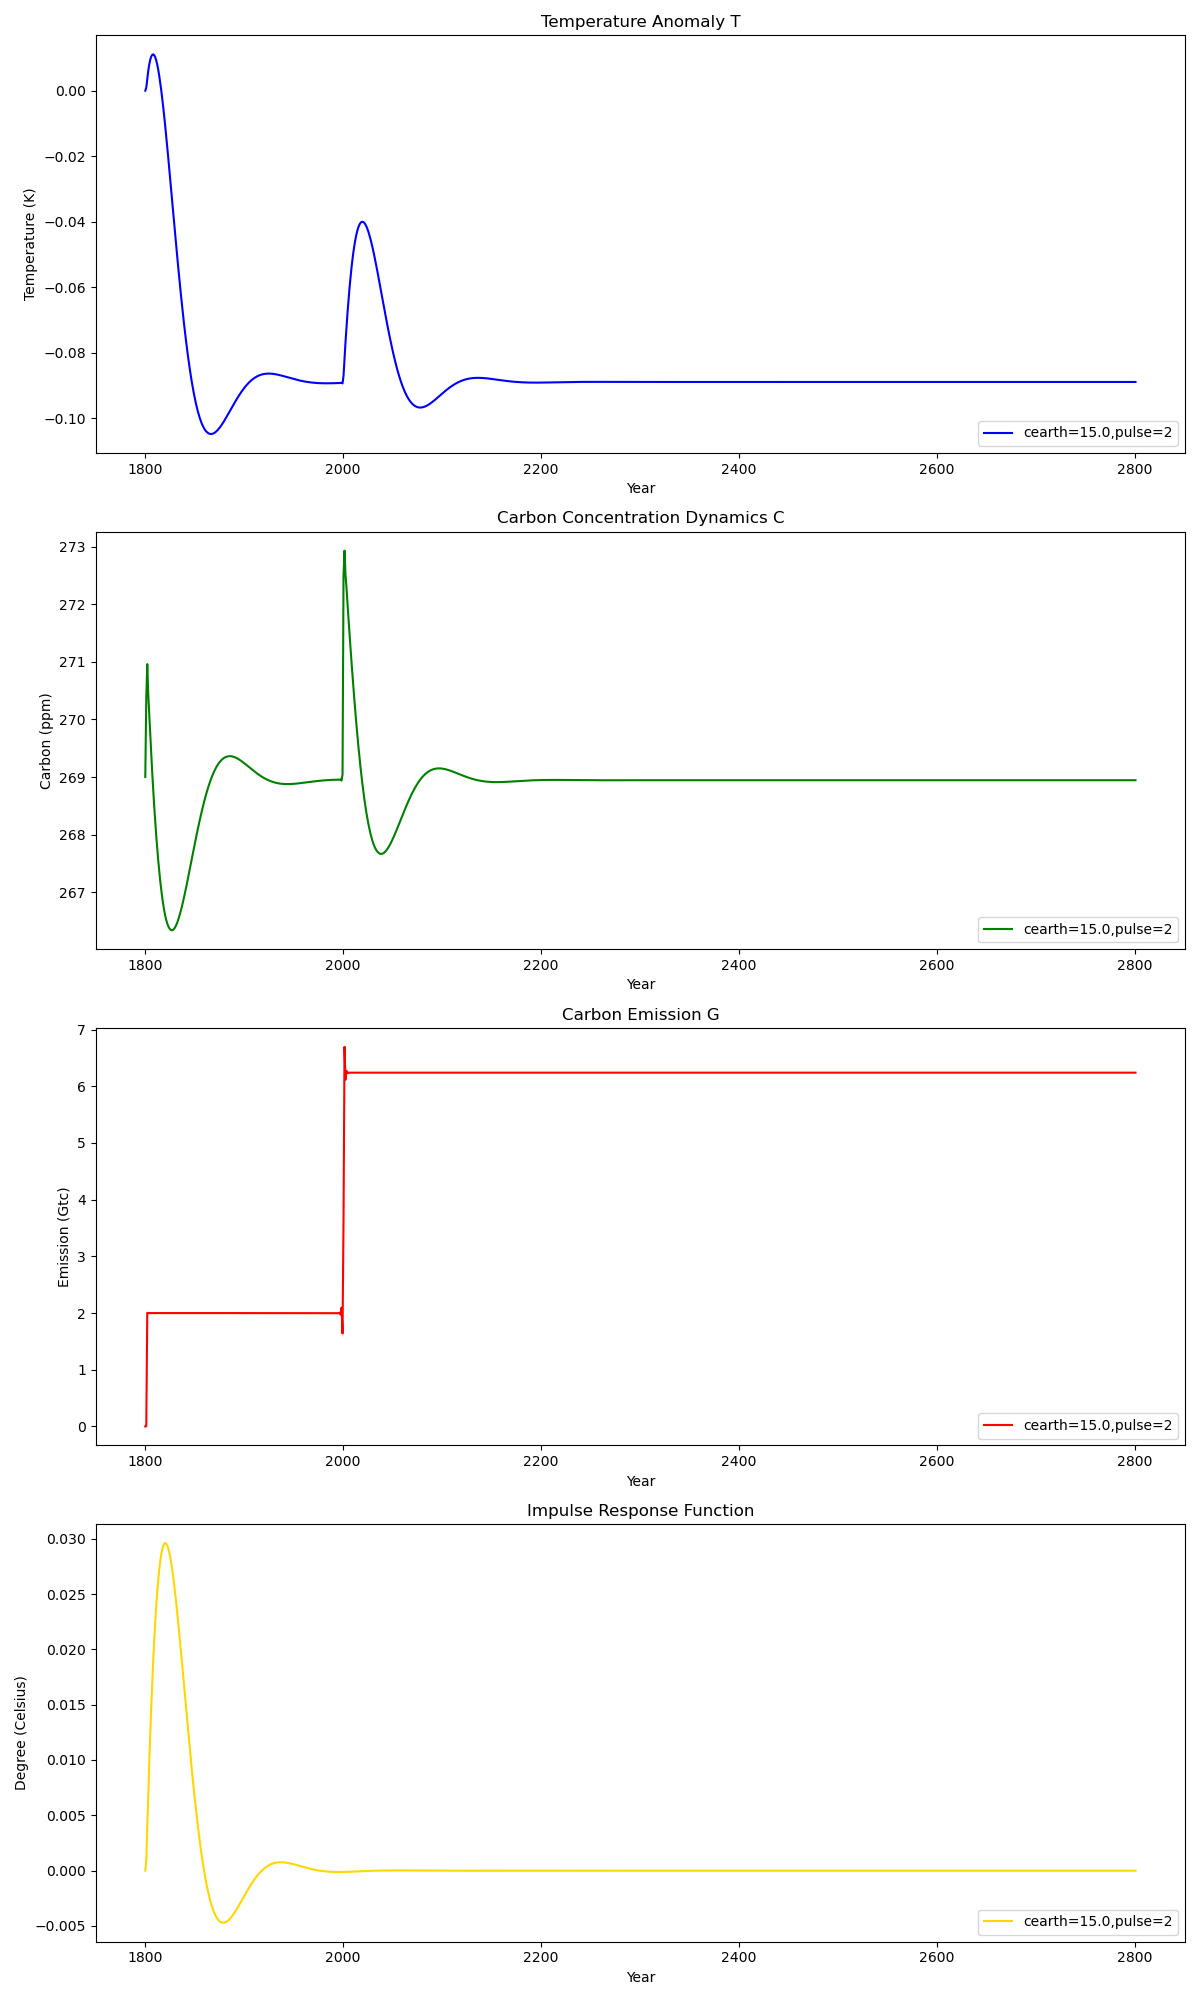 Temperature Anomaly T
Temperature (K)
0.00
−0.02
−0.04
−0.06
−0.08
−0.10
cearth=15.0,pulse=2
1800 2000 2200 2400 2600 2800
Year
Carbon Concentration Dynamics C
Carbon (ppm)
273
272
271
270
269
268
267
cearth=15.0,pulse=2
1800 2000 2200 2400 2600 2800
Year
Carbon Emission G
Emission (Gtc)
7
6
5
4
3
2
1
0
cearth=15.0,pulse=2
1800 2000 2200 2400 2600 2800
Year
Impulse Response Function
Degree (Celsius)
0.030
0.025
0.020
0.015
0.010
0.005
0.000
−0.005
cearth=15.0,pulse=2
1800 2000 2200 2400 2600 2800
Year